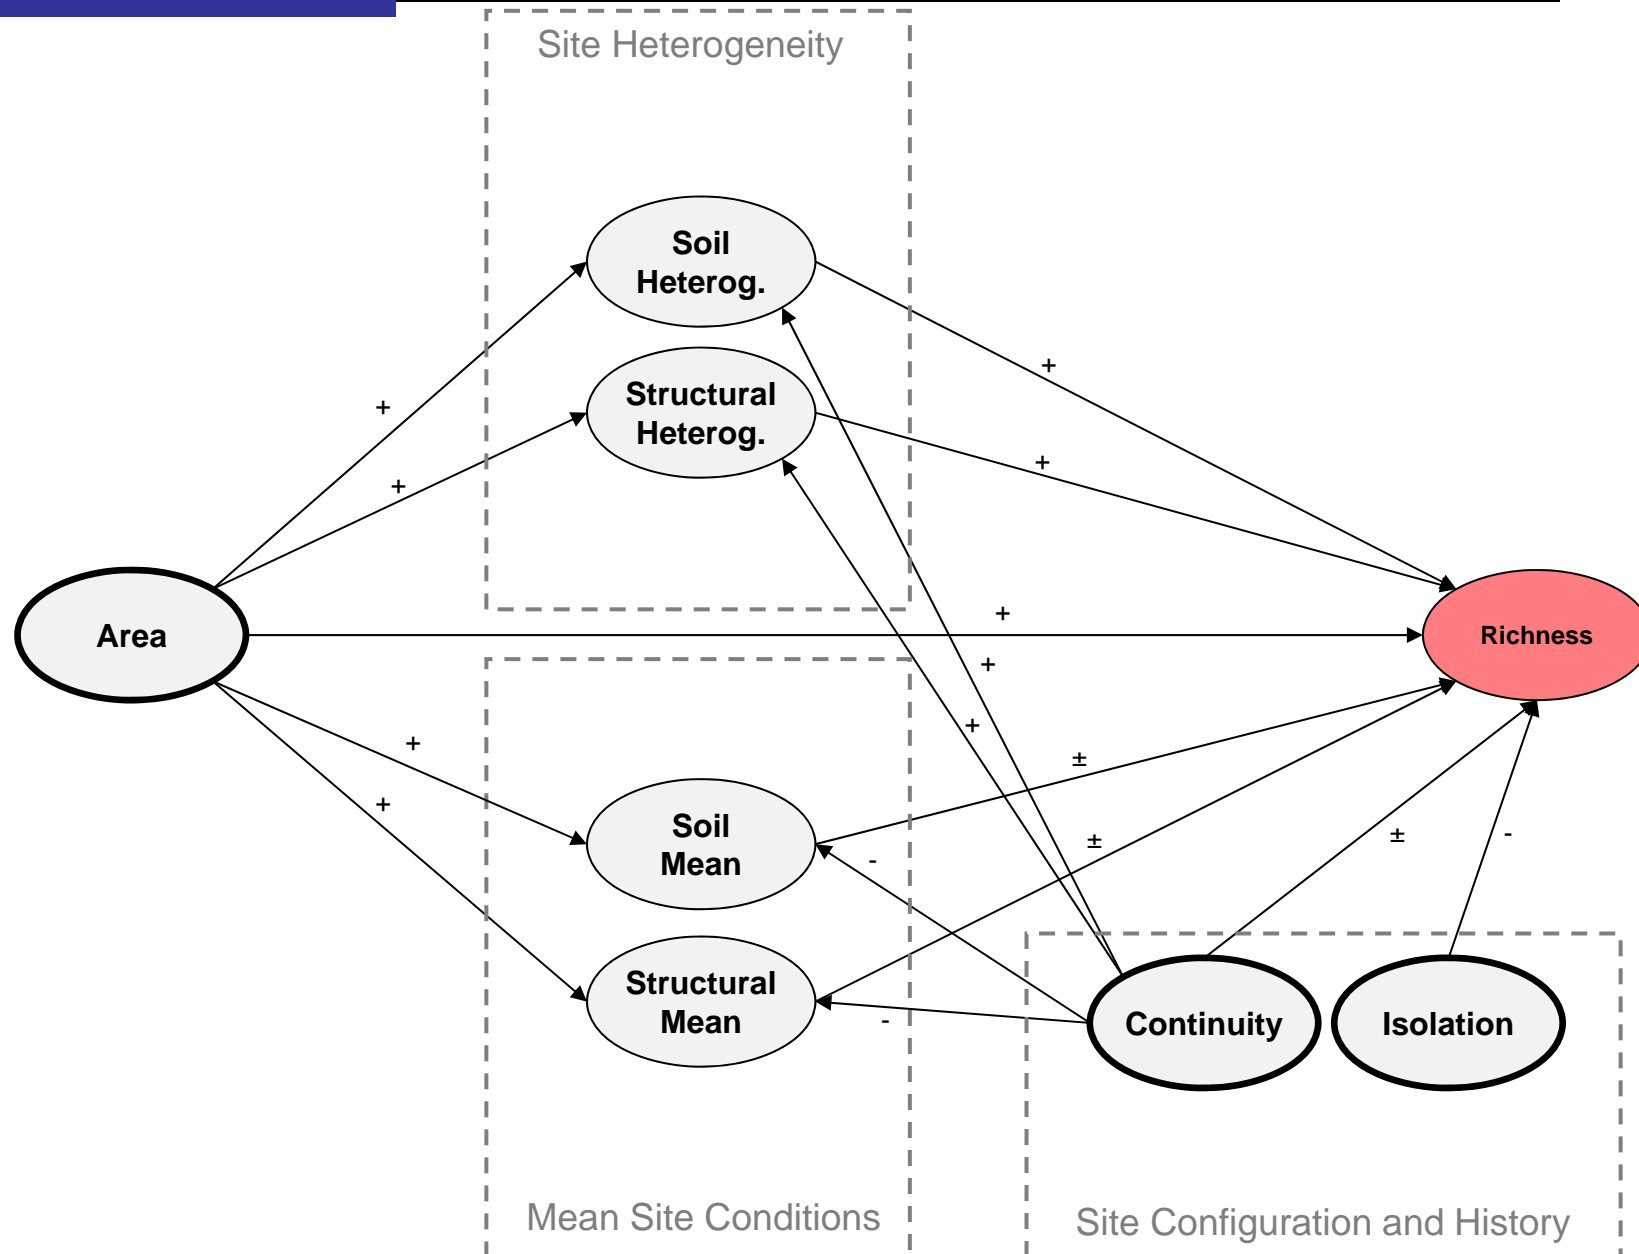 Site Heterogeneity
Soil
Heterog.
+
Structural
Heterog.
+
+
+
+
Area
Richness
+
+
+
±
+
Soil
Mean
±
±
-
-
Structural
Mean
-
Continuity
Isolation
Mean Site Conditions
Site Configuration and History